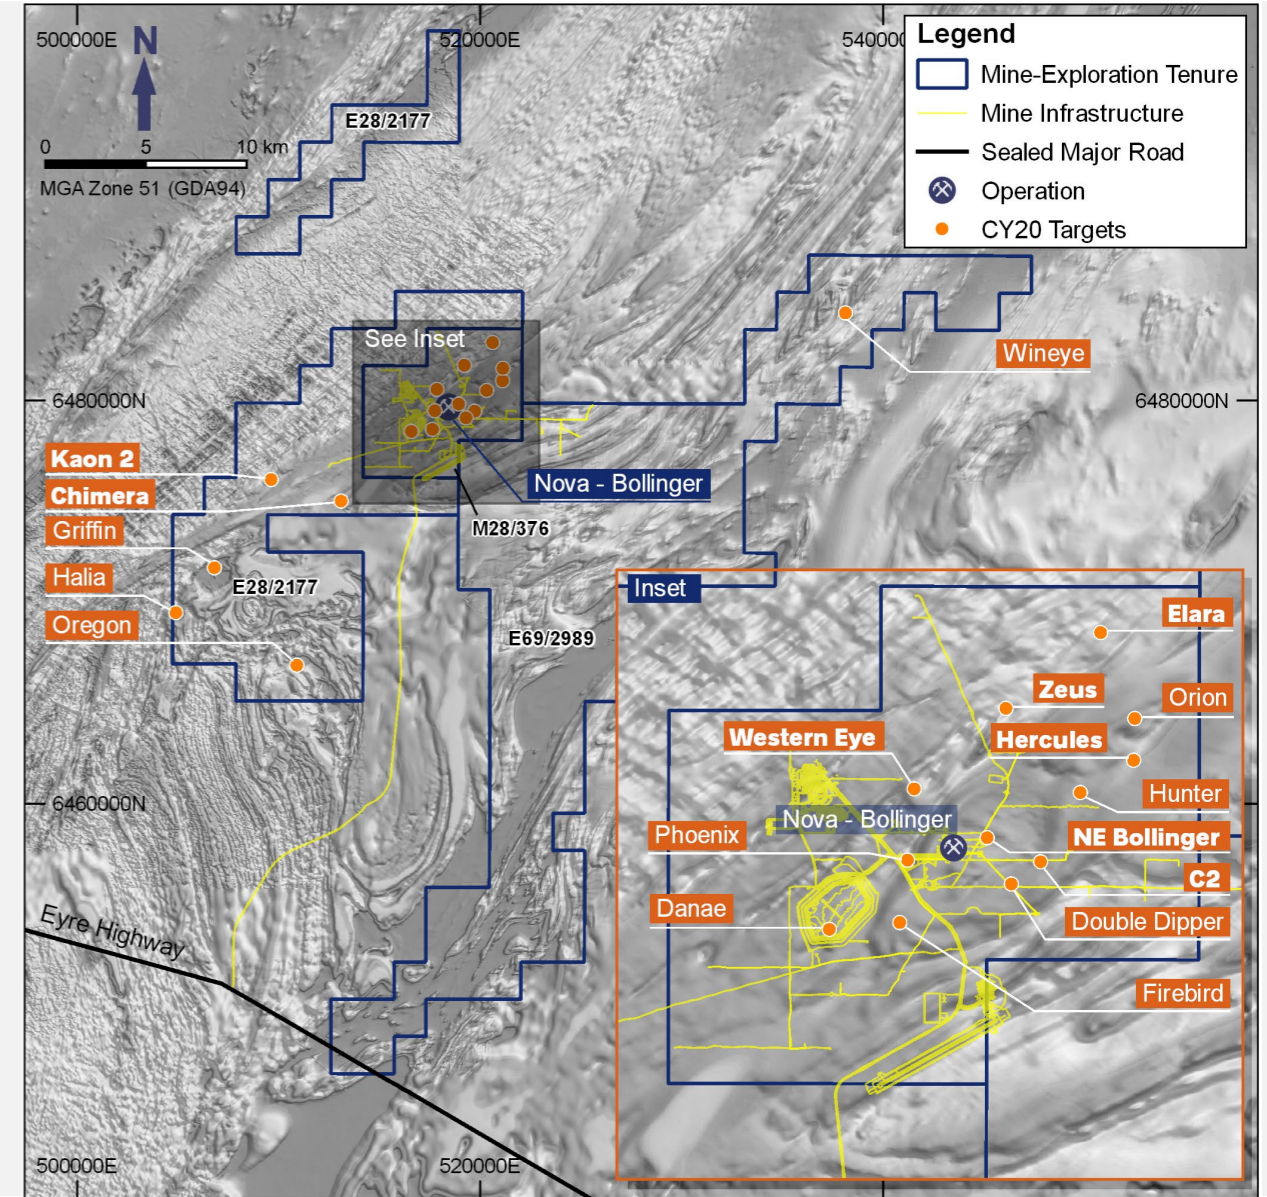 500000E
N
520000E
54000
Legend
Mine-Exploration Tenure
Mine Infrastructure
Sealed Major Road
Operation
CY20 Targets
0 5 10 km
MGA Zone 51 (GDA94)
E28/2177
See Inset
Wineye
6480000N
6480000N
Kaon 2
Chimera
Griffin
Halia
Oregon
E28/2177
Nova - Bollinger
M28/376
E69/2989
Inset
Elara
Zeus
Orion
Western Eye
Hercules
Hunter
Nova - Bollinger
Phoenix
NE Bollinger
C2
Danae
Double Dipper
Firebird
6460000N
Eyre Highway
500000E
520000E